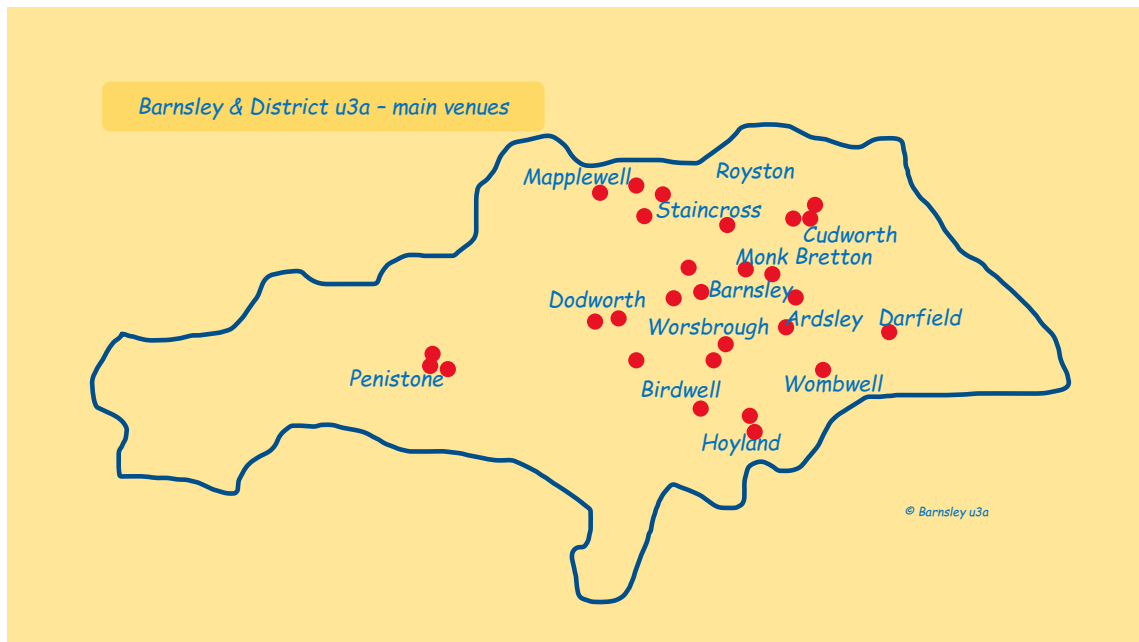 Barnsley & District u3a – main venues
Royston
Mapplewell
Staincross
Cudworth
Monk Bretton
Barnsley
Dodworth
Ardsley
Darfield
Worsbrough
Penistone
Birdwell
Wombwell
Hoyland
© Barnsley u3a